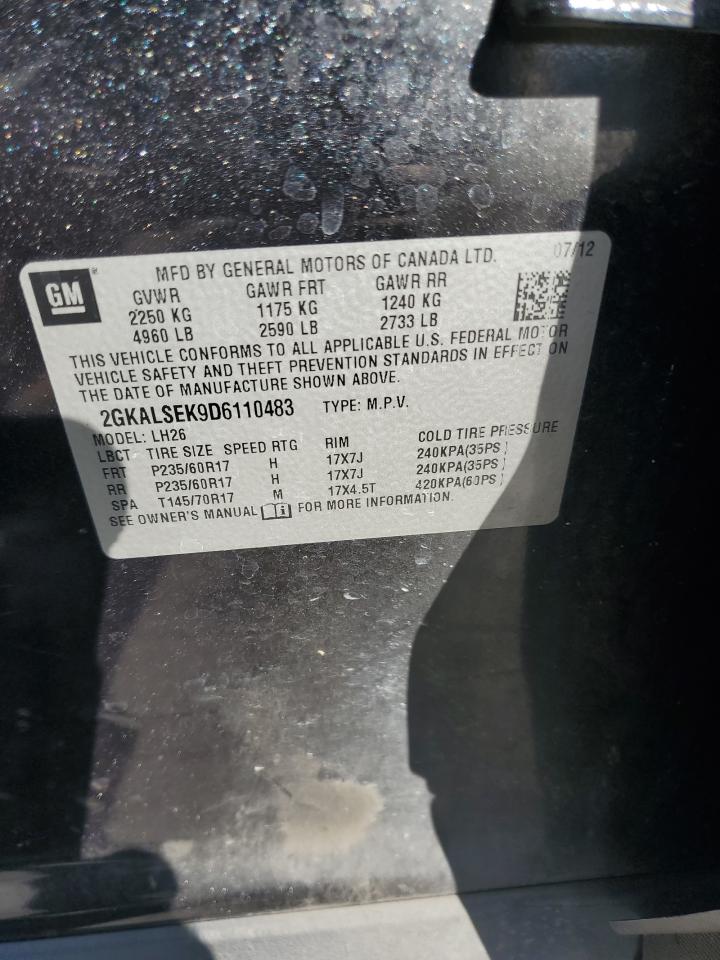 GM
MFD BY GENERAL MOTORS OF CANADA LTD. 07/12
GVWR GAWR FRT GAWR RR
2250 KG 1175 KG 1240 KG
4960 LB 2590 LB 2733 LB
THIS VEHICLE CONFORMS TO ALL APPLICABLE U.S. FEDERAL MOTOR
VEHICLE SAFETY AND THEFT PREVENTION STANDARDS IN EFFECT ON
THE DATE OF MANUFACTURE SHOWN ABOVE.
2GKALSEK9D6110483 TYPE: M.P.V.
MODEL: LH26
LBCT TIRE SIZE SPEED RTG RIM COLD TIRE PRESSURE
FRT P235/60R17 H 17X7J 240KPA(35PSI)
RR P235/60R17 H 17X7J 240KPA(35PSI)
SPA T145/70R17 M 17X4.5T 420KPA(60PSI)
SEE OWNER'S MANUAL FOR MORE INFORMATION.